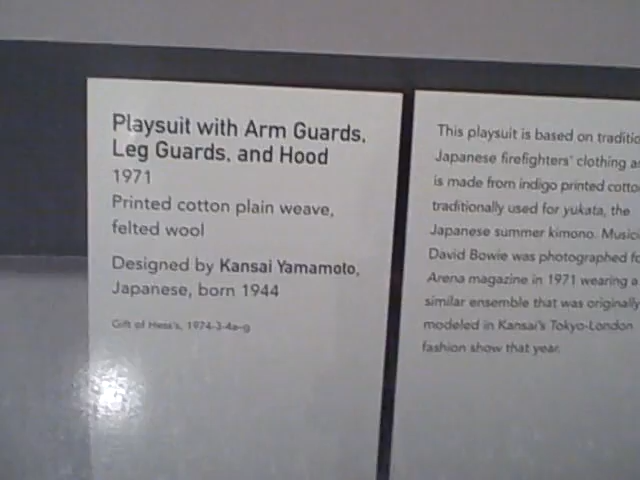 Playsuit with Arm Guards,
Leg Guards, and Hood
1971
Printed cotton plain weave,
felted wool
Designed by Kansai Yamamoto,
Japanese, born 1944
Gift of Hess's, 1974-3-4a–g
This playsuit is based on traditio
Japanese firefighters' clothing a
is made from indigo printed cotto
traditionally used for yukata, the
Japanese summer kimono. Musici
David Bowie was photographed fo
Arena magazine in 1971 wearing a
similar ensemble that was originally
modeled in Kansai's Tokyo-London
fashion show that year.